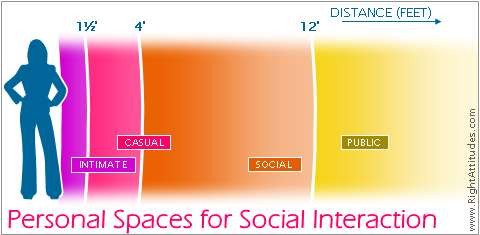 DISTANCE (FEET)
1½' 4' 12'
CASUAL PUBLIC
INTIMATE SOCIAL
Personal Spaces for Social Interaction
www.RightAttitudes.com